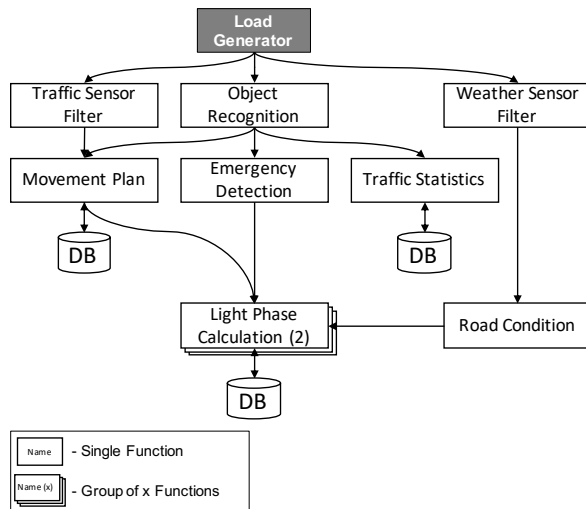 Load
Generator
Traffic Sensor
Filter
Object
Recognition
Weather Sensor
Filter
Movement Plan
Emergency
Detection
Traffic Statistics
DB
DB
Light Phase
Calculation (2)
Road Condition
DB
Name
- Single Function
Name (x)
- Group of x Functions